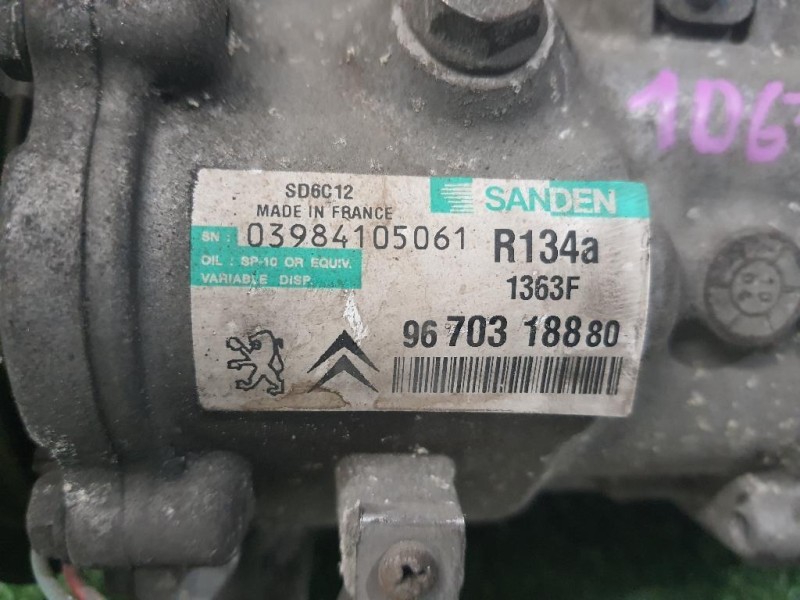 SD6C12
MADE IN FRANCE
SANDEN
SN : 03984105061
R134a
OIL : SP-10 OR EQUIV.
VARIABLE DISP.
1363F
96 703 188 80
106